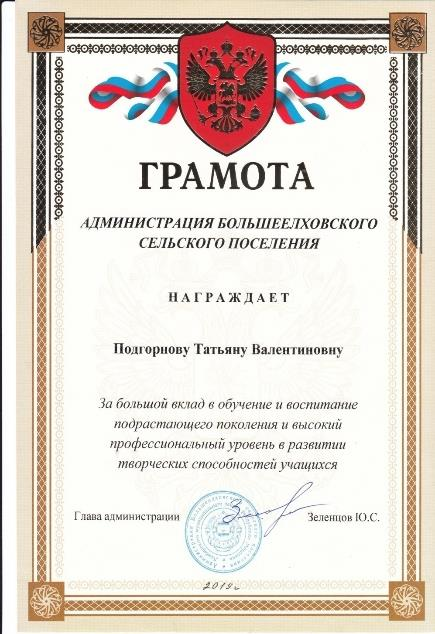 ГРАМОТА
АДМИНИСТРАЦИЯ БОЛЬШЕЕЛХОВСКОГО
СЕЛЬСКОГО ПОСЕЛЕНИЯ
НАГРАЖДАЕТ
Подгорнову Татьяну Валентиновну
За большой вклад в обучение и воспитание
подрастающего поколения и высокий
профессиональный уровень в развитии
творческих способностей учащихся
Глава администрации Зеленцов Ю.С.
2019г